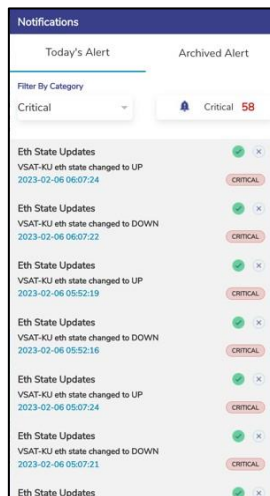 Notifications
Today's Alert Archived Alert
Filter By Category
Critical Critical 58
Eth State Updates
VSAT-KU eth state changed to UP
2023-02-06 06:07:24 CRITICAL
Eth State Updates
VSAT-KU eth state changed to DOWN
2023-02-06 06:07:22 CRITICAL
Eth State Updates
VSAT-KU eth state changed to UP
2023-02-06 05:52:19 CRITICAL
Eth State Updates
VSAT-KU eth state changed to DOWN
2023-02-06 05:52:16 CRITICAL
Eth State Updates
VSAT-KU eth state changed to UP
2023-02-06 05:07:24 CRITICAL
Eth State Updates
VSAT-KU eth state changed to DOWN
2023-02-06 05:07:21 CRITICAL
Eth State Updates